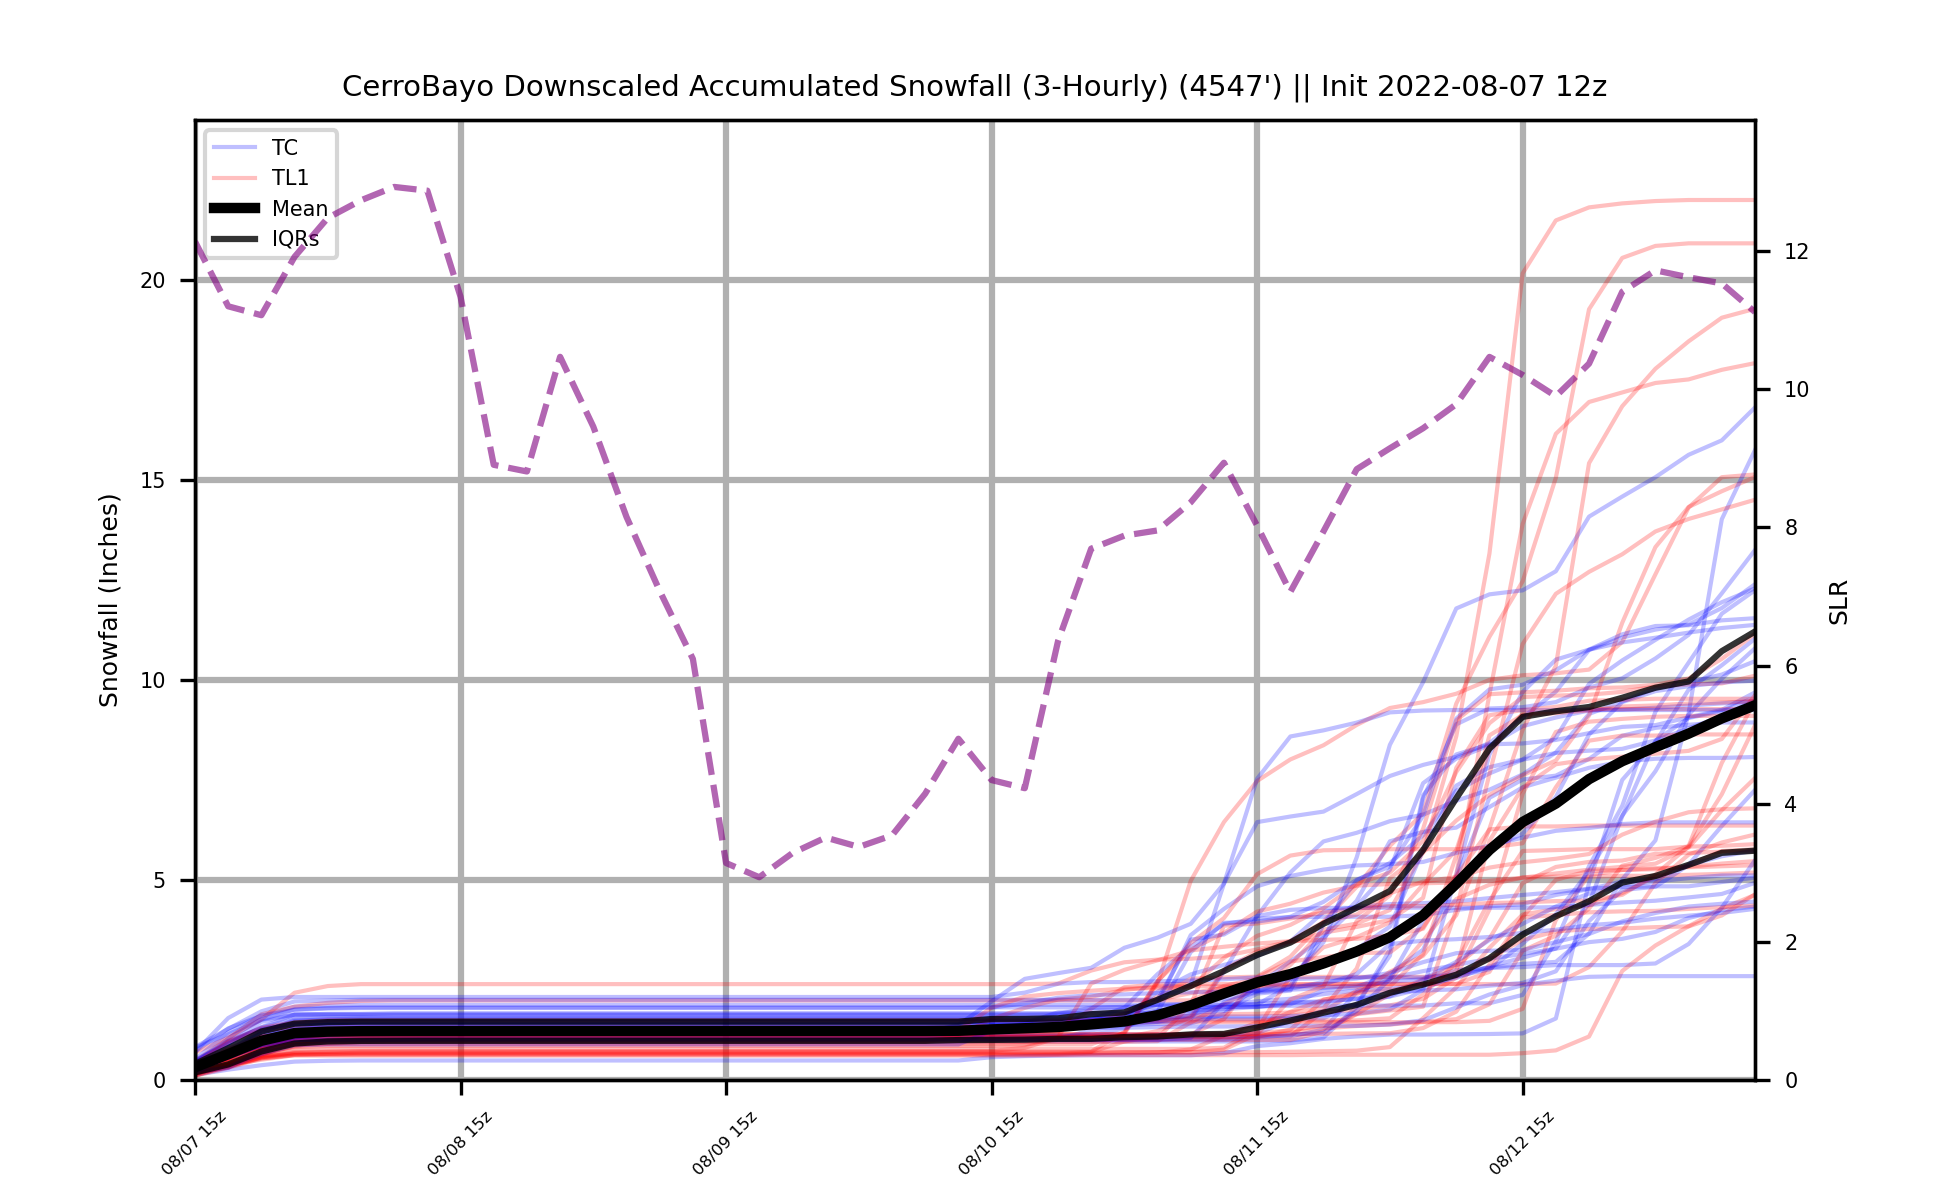 CerroBayo Downscaled Accumulated Snowfall (3-Hourly) (4547') || Init 2022-08-07 12z
TC
TL1
Mean
IQRs
20
15
10
5
0
Snowfall (Inches)
12
10
8
6
4
2
0
SLR
08/07 15z
08/08 15z
08/09 15z
08/10 15z
08/11 15z
08/12 15z